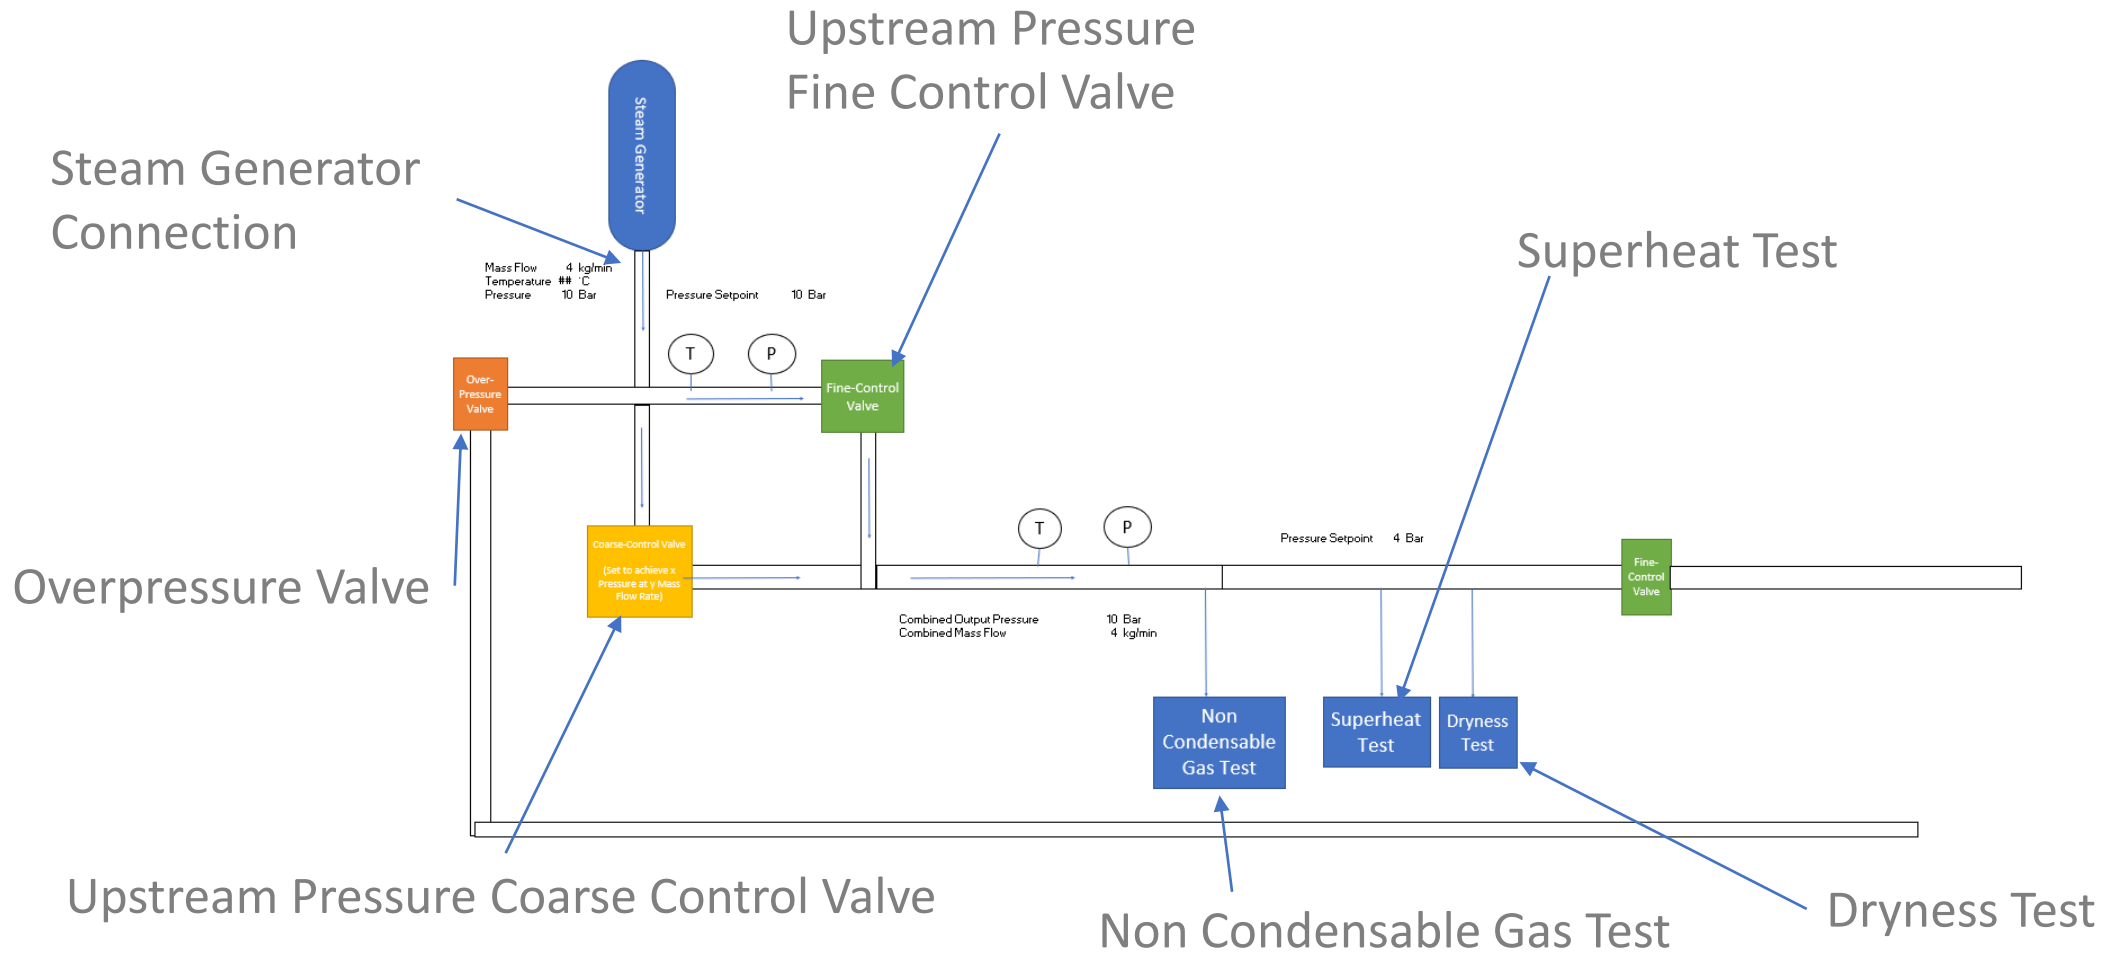 Upstream Pressure
Fine Control Valve
Steam Generator
Steam Generator
Connection
Superheat Test
Mass Flow 4 kg/min
Temperature ## °C
Pressure 10 Bar
Pressure Setpoint 10 Bar
T
P
Over-
Pressure
Valve
Fine-Control
Valve
T
P
Pressure Setpoint 4 Bar
Coarse-Control Valve
(Set to achieve x
Pressure at y Mass
Flow Rate)
Fine-
Control
Valve
Overpressure Valve
Combined Output Pressure 10 Bar
Combined Mass Flow 4 kg/min
Non
Condensable
Gas Test
Superheat
Test
Dryness
Test
Upstream Pressure Coarse Control Valve
Non Condensable Gas Test
Dryness Test